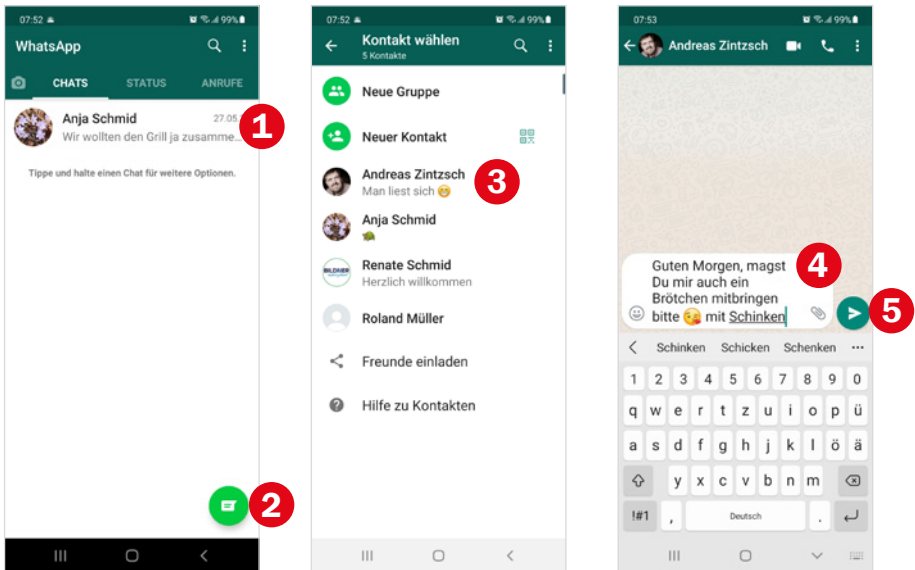 07:52
99%
WhatsApp
CHATS STATUS ANRUFE
Anja Schmid 27.05.
Wir wollten den Grill ja zusamme...
1
Tippe und halte einen Chat für weitere Optionen.
2
07:52
99%
Kontakt wählen
5 Kontakte
Neue Gruppe
Neuer Kontakt
Andreas Zintzsch
Man liest sich 😁
3
Anja Schmid
🐢
BILDNER
Renate Schmid
Herzlich willkommen
Roland Müller
Freunde einladen
Hilfe zu Kontakten
07:53
99%
Andreas Zintzsch
Guten Morgen, magst
Du mir auch ein
Brötchen mitbringen
bitte 😘 mit Schinken
4
5
Schinken Schicken Schenken ...
1 2 3 4 5 6 7 8 9 0
q w e r t z u i o p ü
a s d f g h j k l ö ä
y x c v b n m
!#1 , Deutsch .